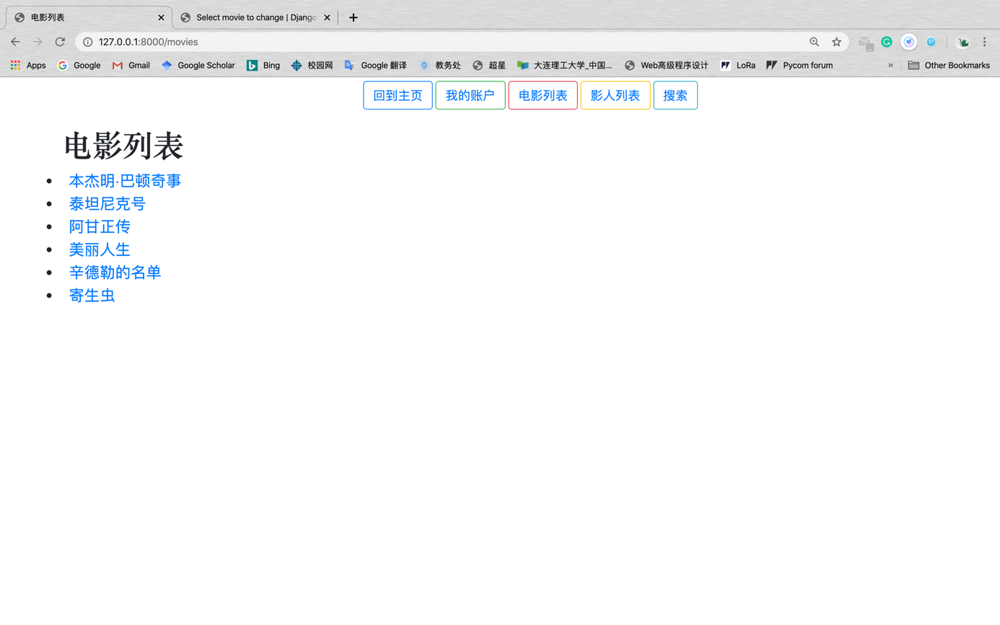 电影列表 Select movie to change | Django
127.0.0.1:8000/movies
Apps Google Gmail Google Scholar Bing 校园网 Google 翻译 教务处 超星 大连理工大学_中国... Web高级程序设计 LoRa Pycom forum » Other Bookmarks
回到主页 我的账户 电影列表 影人列表 搜索
电影列表
本杰明·巴顿奇事
泰坦尼克号
阿甘正传
美丽人生
辛德勒的名单
寄生虫